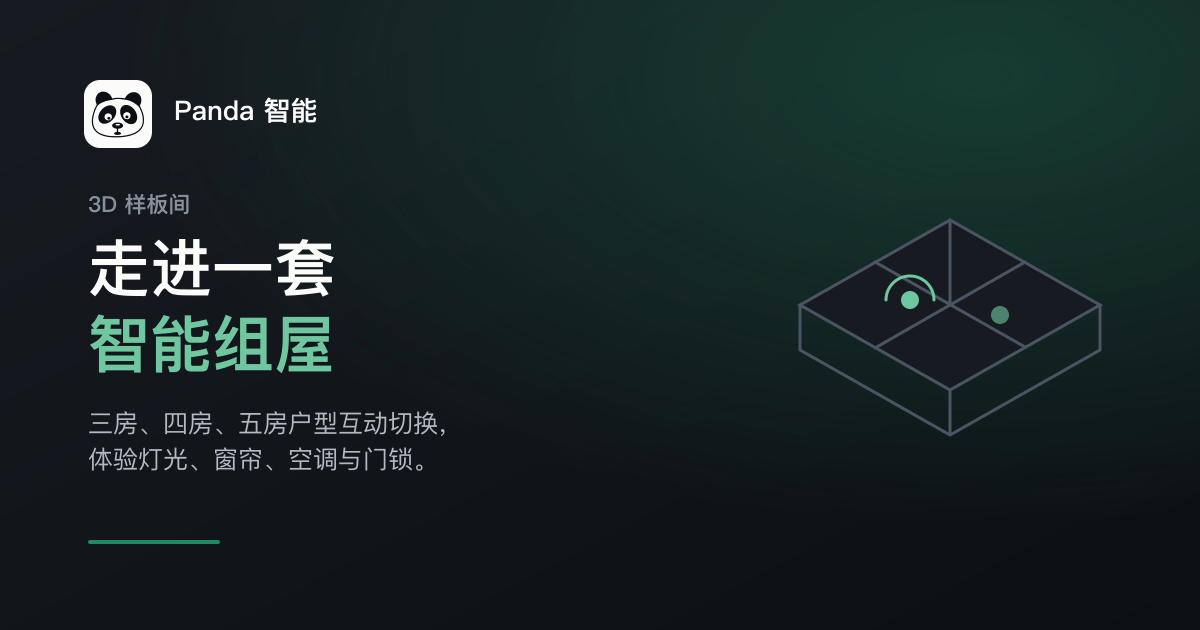 Panda 智能
3D 样板间
走进一套
智能组屋
三房、四房、五房户型互动切换，
体验灯光、窗帘、空调与门锁。